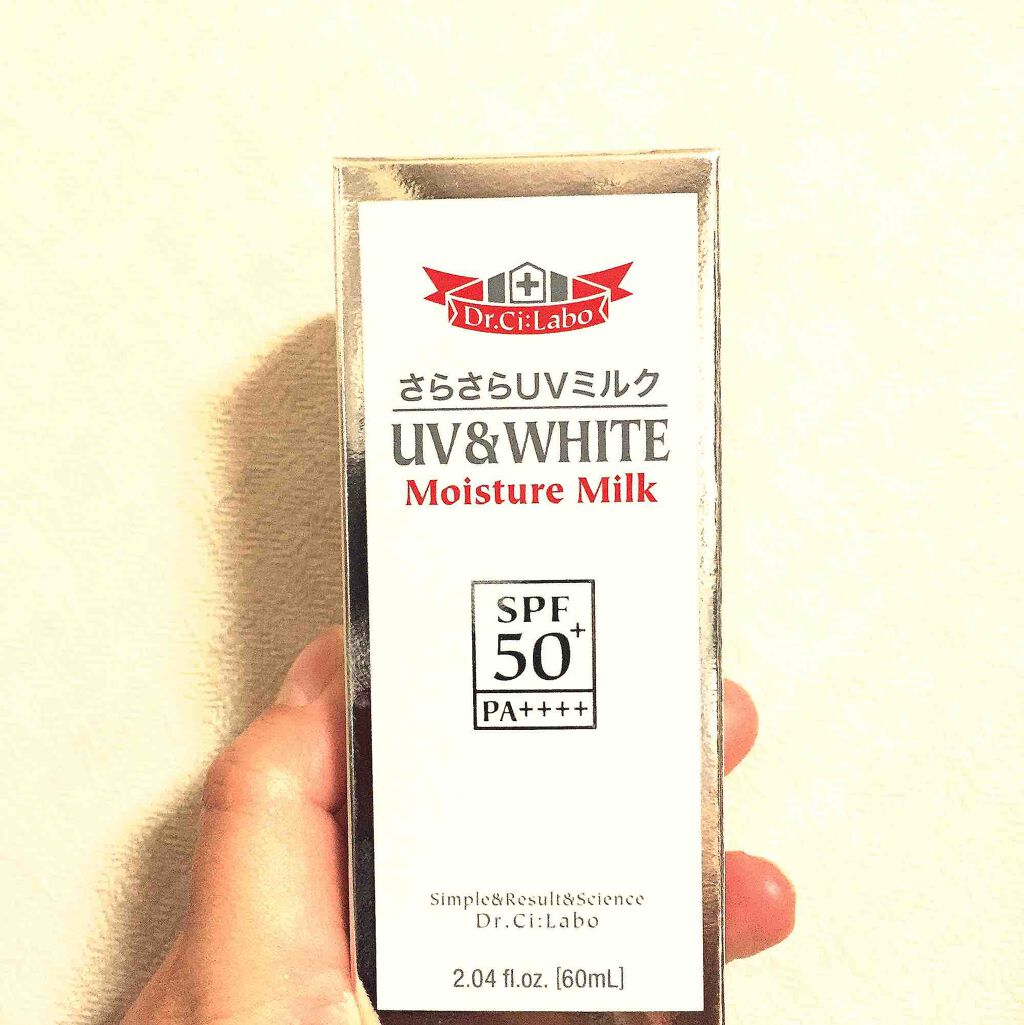 Dr.Ci:Labo
さらさらUVミルク
UV&WHITE
Moisture Milk
SPF
50+
PA++++
Simple&Result&Science
Dr.Ci:Labo
2.04 fl.oz. [60mL]